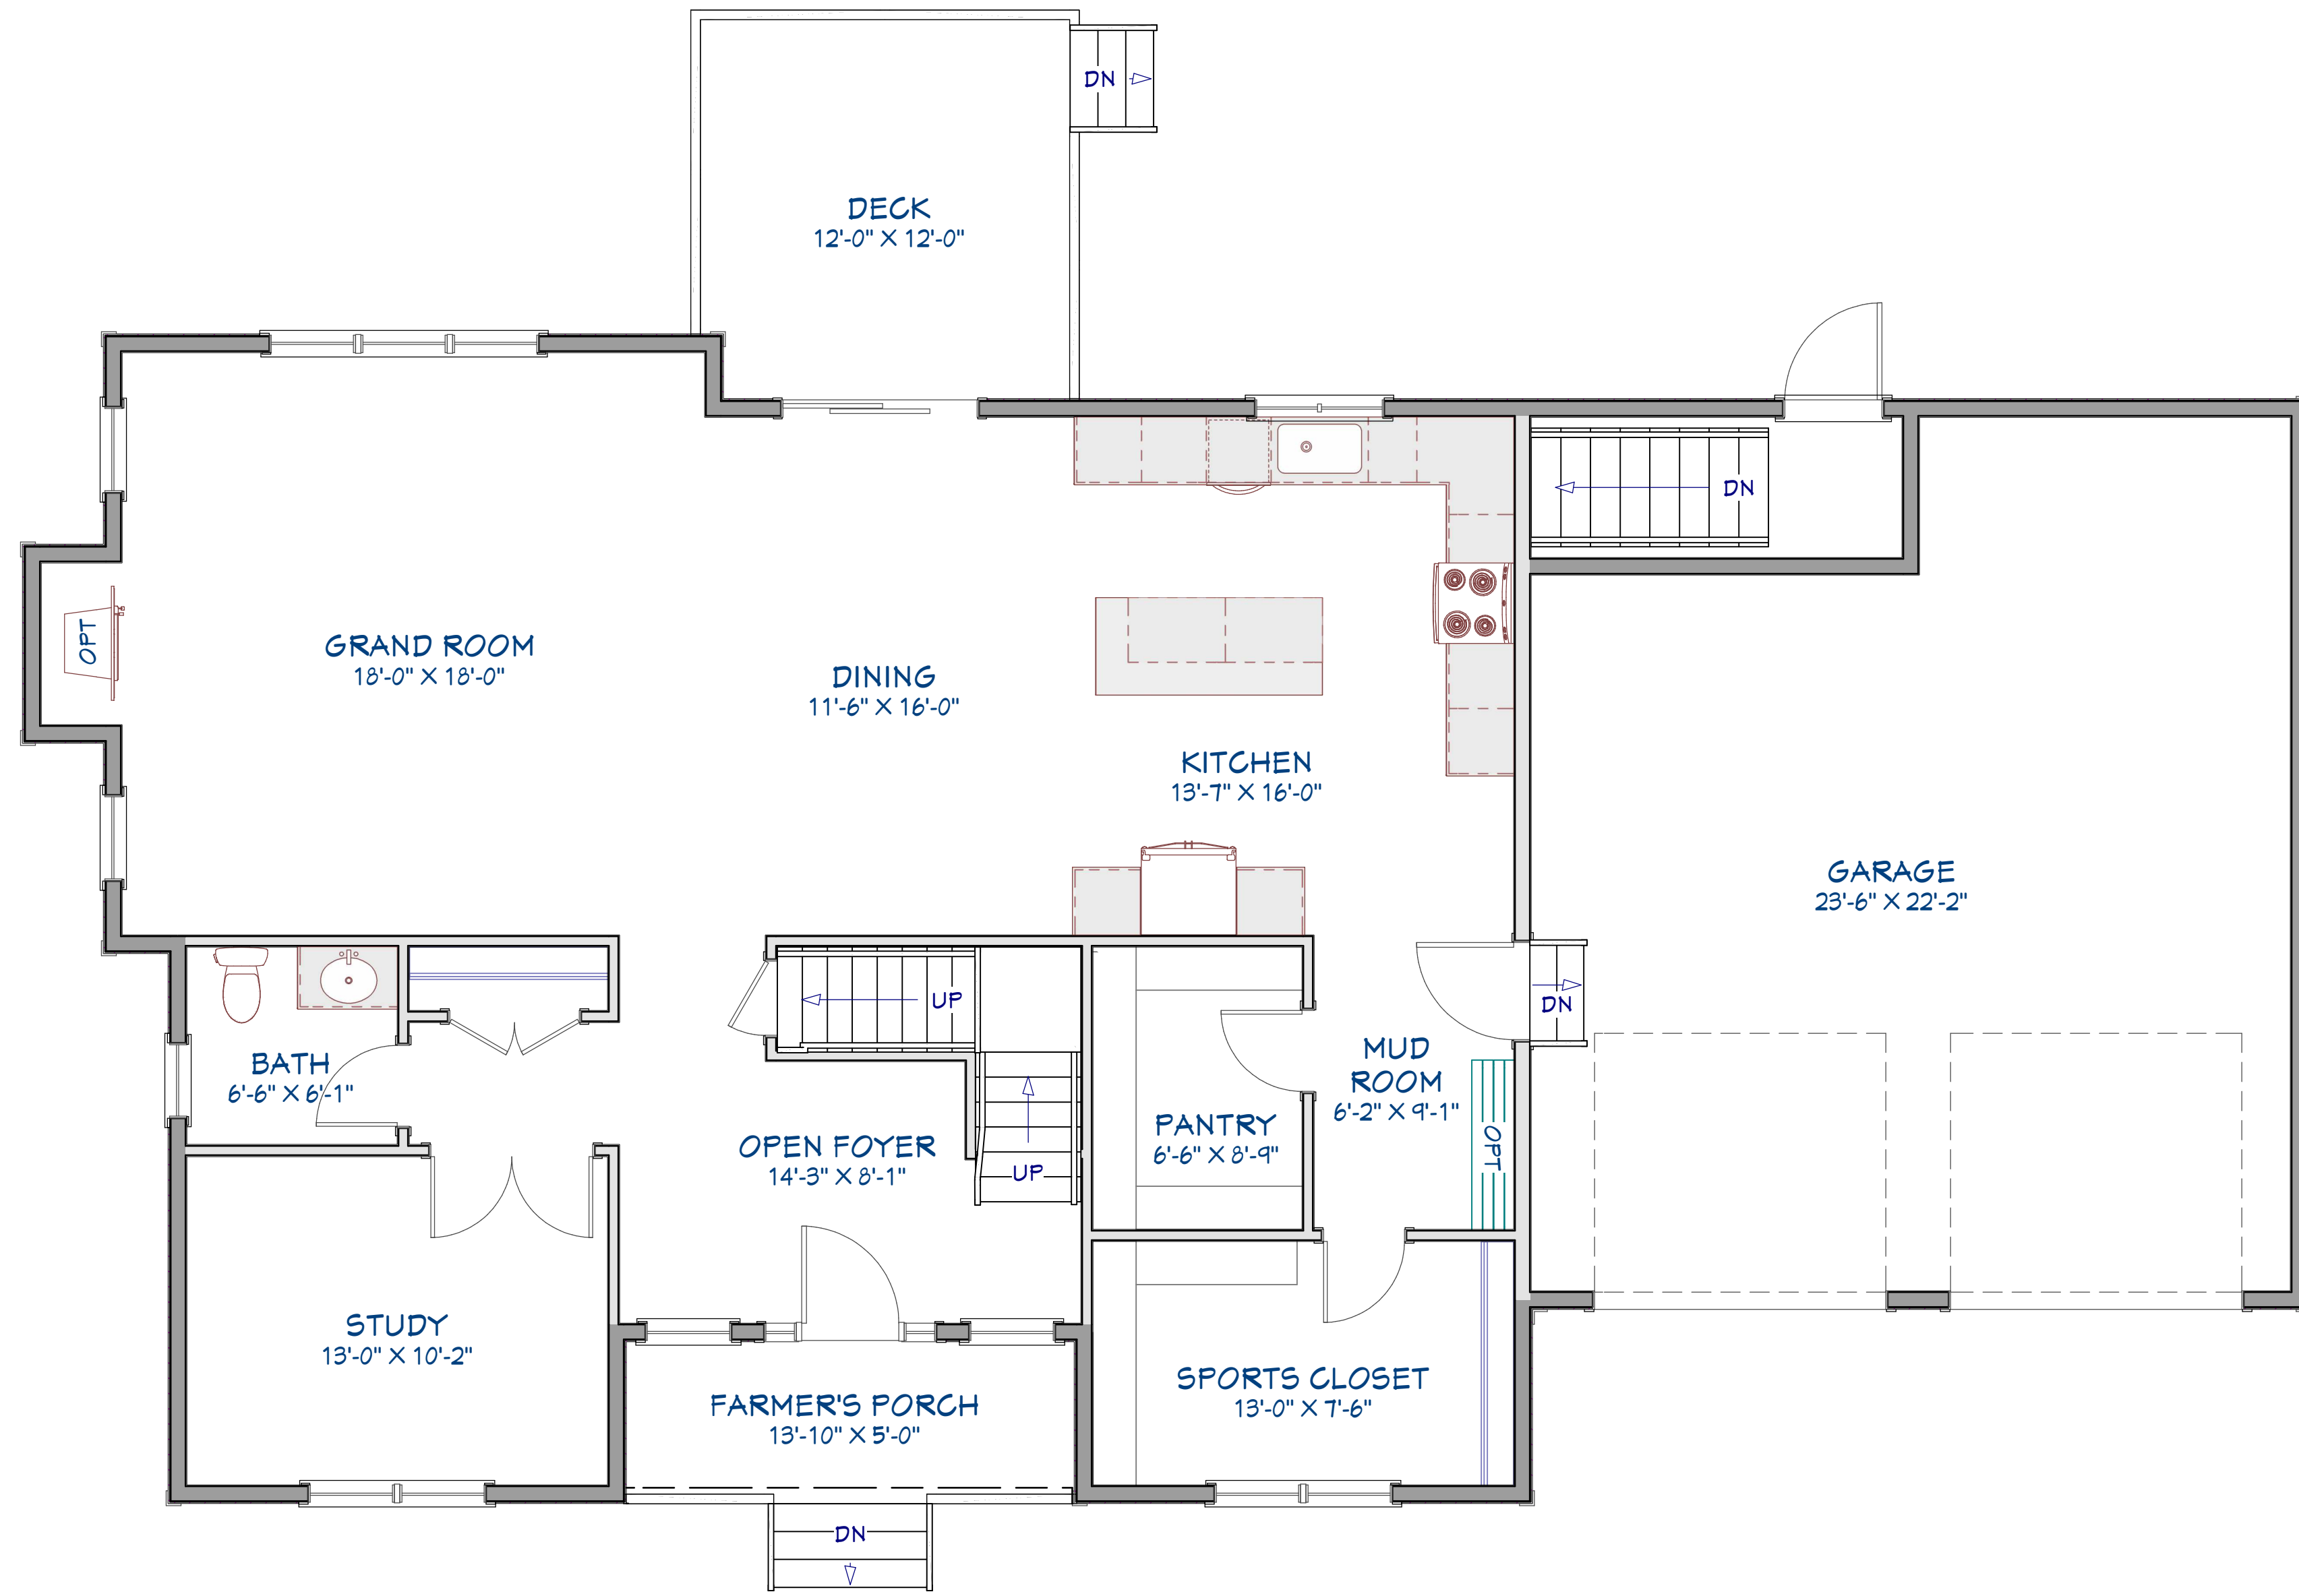 DN
DECK
12'-0" X 12'-0"
DN
OPT
GRAND ROOM
18'-0" X 18'-0"
DINING
11'-6" X 16'-0"
KITCHEN
13'-7" X 16'-0"
GARAGE
23'-6" X 22'-2"
UP
DN
BATH
6'-6" X 6'-1"
MUD
ROOM
6'-2" X 9'-1"
OPEN FOYER
14'-3" X 8'-1"
UP
PANTRY
6'-6" X 8'-9"
OPT
STUDY
13'-0" X 10'-2"
FARMER'S PORCH
13'-10" X 5'-0"
SPORTS CLOSET
13'-0" X 7'-6"
DN